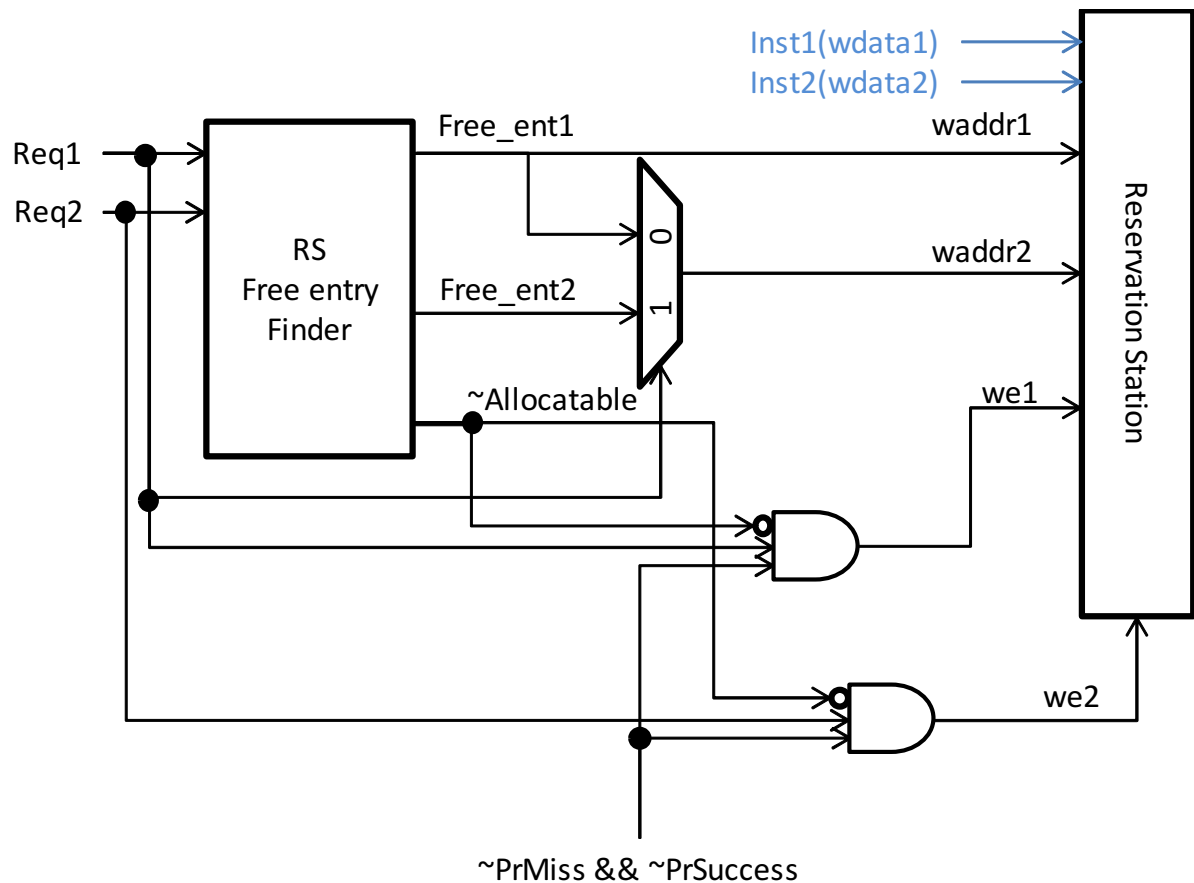 Inst1(wdata1)
Inst2(wdata2)
Free_ent1
waddr1
Req1
Req2
RS
Free entry
Finder
0
waddr2
Free_ent2
1
Reservation Station
~Allocatable
we1
we2
~PrMiss && ~PrSuccess